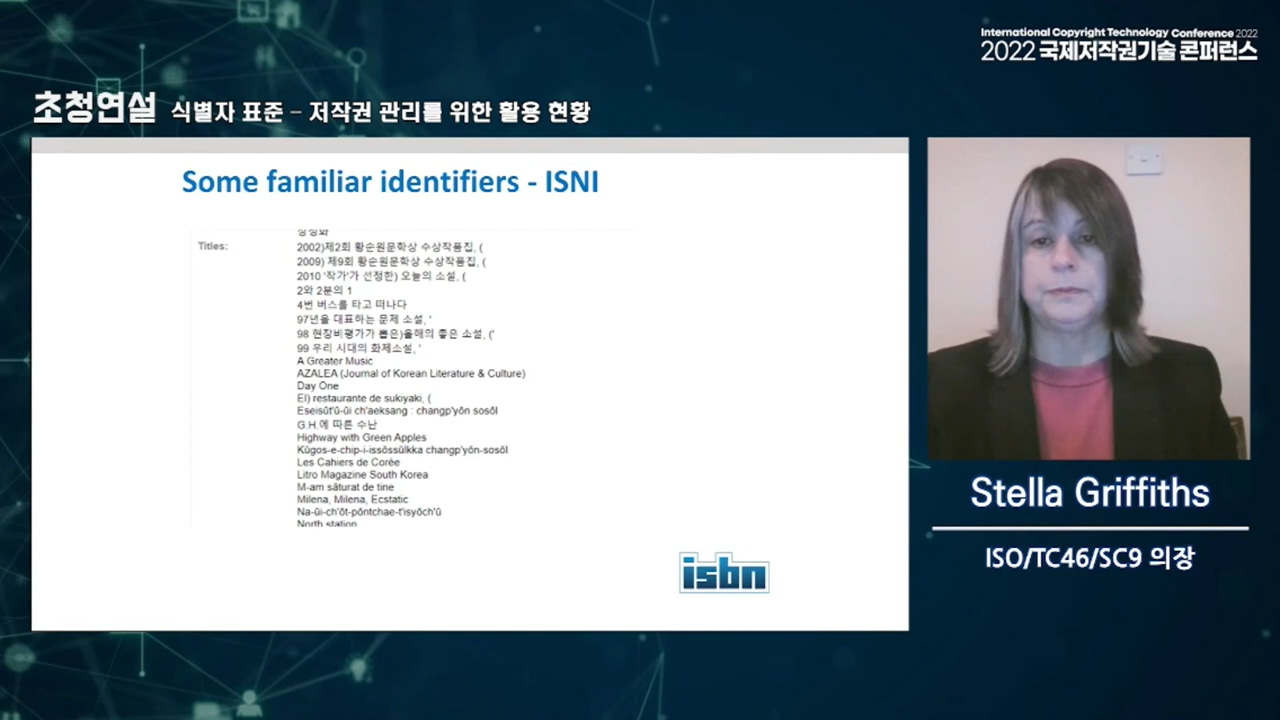 International Copyright Technology Conference 2022
2022 국제저작권기술 콘퍼런스
초청연설 식별자 표준 – 저작권 관리를 위한 활용 현황
Some familiar identifiers - ISNI
Titles:
2002)제2회 황순원문학상 수상작품집, (
2009) 제9회 황순원문학상 수상작품집, (
2010 '작가'가 선정한) 오늘의 소설, (
2와 2분의 1
4번 버스를 타고 떠나다
97년을 대표하는 문제 소설, '
98 현장비평가가 뽑은)올해의 좋은 소설, ('
99 우리 시대의 화제소설, '
A Greater Music
AZALEA (Journal of Korean Literature & Culture)
Day One
El) restaurante de sukiyaki, (
Eseisŭt'ŭ-ŭi ch'aeksang : changp'yŏn sosŏl
G.H.에 따른 수난
Highway with Green Apples
Kŭgos-e-chip-i-issŏssŭlkka changp'yŏn-sosŏl
Les Cahiers de Corée
Litro Magazine South Korea
M-am săturat de tine
Milena, Milena, Ecstatic
Na-ŭi-ch'ŏt-pŏntchae-t'isyŏch'ŭ
North station
isbn
Stella Griffiths
ISO/TC46/SC9 의장